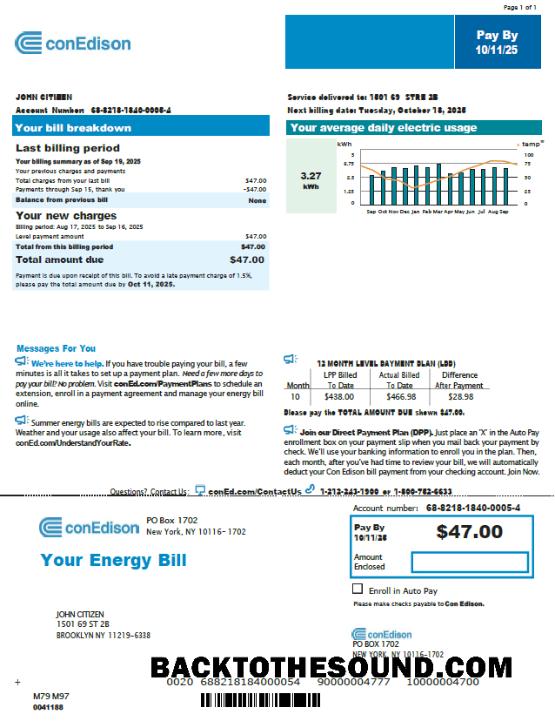 Page 1 of 1
conEdison
Pay By
10/11/25
JOHN CITIZEN
Account Number: 68-8218-1840-0005-4
Service delivered to: 1501 69 STRE 2B
Next billing date: Tuesday, October 18, 2025
Your bill breakdown
Last billing period
Your billing summary as of Sep 19, 2025
Your previous charges and payments
Total charges from your last bill $47.00
Payments through Sep 15, thank you -$47.00
Balance from previous bill None
Your new charges
Billing period: Aug 17, 2025 to Sep 16, 2025
Level payment amount $47.00
Total from this billing period $47.00
Total amount due $47.00
Payment is due upon receipt of this bill. To avoid a late payment charge of 1.5%,
please pay the total amount due by Oct 11, 2025.
Your average daily electric usage
3.27
kWh
kWh temp°
100
75
50
25
0
Sep Oct Nov Dec Jan Feb Mar Apr May Jun Jul Aug Sep
Messages For You
We're here to help. If you have trouble paying your bill, a few
minutes is all it takes to set up a payment plan. Need a few more days to
pay your bill? No problem. Visit conEd.com/PaymentPlans to schedule an
extension, enroll in a payment agreement and manage your energy bill
online.
Summer energy bills are expected to rise compared to last year.
Weather and your usage also affect your bill. To learn more, visit
conEd.com/UnderstandYourRate.
12 MONTH LEVEL PAYMENT PLAN (LPP)
LPP Billed Actual Billed Difference
Month To Date To Date After Payment
10 $438.00 $466.98 $28.98
Please pay the TOTAL AMOUNT DUE shown $47.00.
Join our Direct Payment Plan (DPP). Just place an "X" in the Auto Pay
enrollment box on your payment slip when you mail back your payment by
check. We'll use your banking information to enroll you in the plan. Then,
each month, after you've had time to review your bill, we will automatically
deduct your Con Edison bill payment from your checking account. Join Now.
Questions? Contact Us: conEd.com/ContactUs 1-212-243-1900 or 1-800-752-6633
conEdison
PO Box 1702
New York, NY 10116-1702
Your Energy Bill
Account number: 68-8218-1840-0005-4
Pay By
10/11/25
$47.00
Amount
Enclosed
Enroll in Auto Pay
Please make checks payable to Con Edison.
JOHN CITIZEN
1501 69 ST 2B
BROOKLYN NY 11219-6338
conEdison
PO BOX 1702
NEW YORK, NY 10116-1702
BACKTOTHESOUND.COM
0020 688218184000054 90000004777 10000004700
M79 M97
0041188